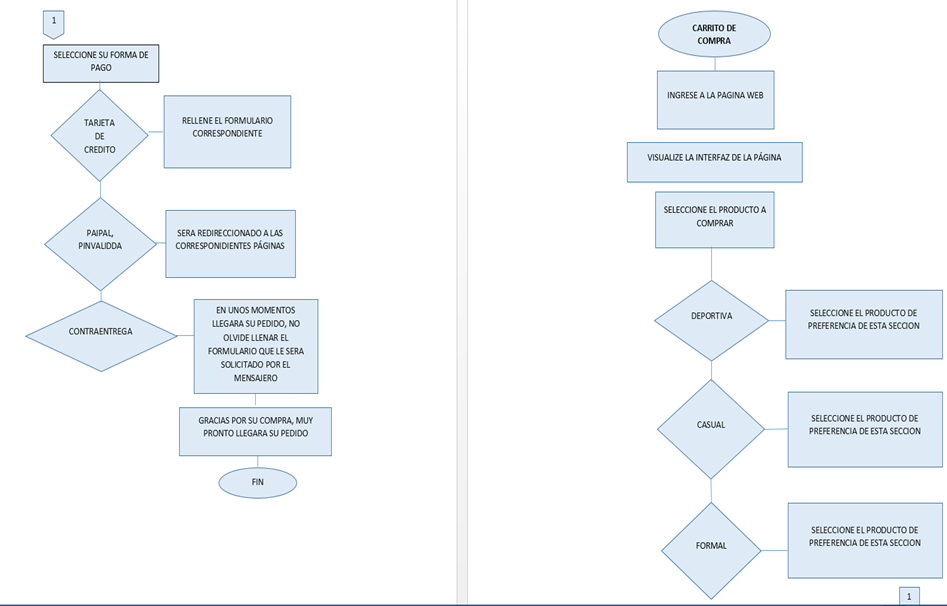 1
SELECCIONE SU FORMA DE
PAGO
TARJETA
DE
CREDITO
RELLENE EL FORMULARIO
CORRESPONDIENTE
PAIPAL,
PINVALIDDA
SERA REDIRECCIONADO A LAS
CORRESPONIDIENTES PÁGINAS
CONTRAENTREGA
EN UNOS MOMENTOS
LLEGARA SU PEDIDO, NO
OLVIDE LLENAR EL
FORMULARIO QUE LE SERA
SOLICITADO POR EL
MENSAJERO
GRACIAS POR SU COMPRA, MUY
PRONTO LLEGARA SU PEDIDO
FIN
CARRITO DE
COMPRA
INGRESE A LA PAGINA WEB
VISUALIZE LA INTERFAZ DE LA PÁGINA
SELECCIONE EL PRODUCTO A
COMPRAR
DEPORTIVA
SELECCIONE EL PRODUCTO DE
PREFERENCIA DE ESTA SECCION
CASUAL
SELECCIONE EL PRODUCTO DE
PREFERENCIA DE ESTA SECCION
FORMAL
SELECCIONE EL PRODUCTO DE
PREFERENCIA DE ESTA SECCION
1